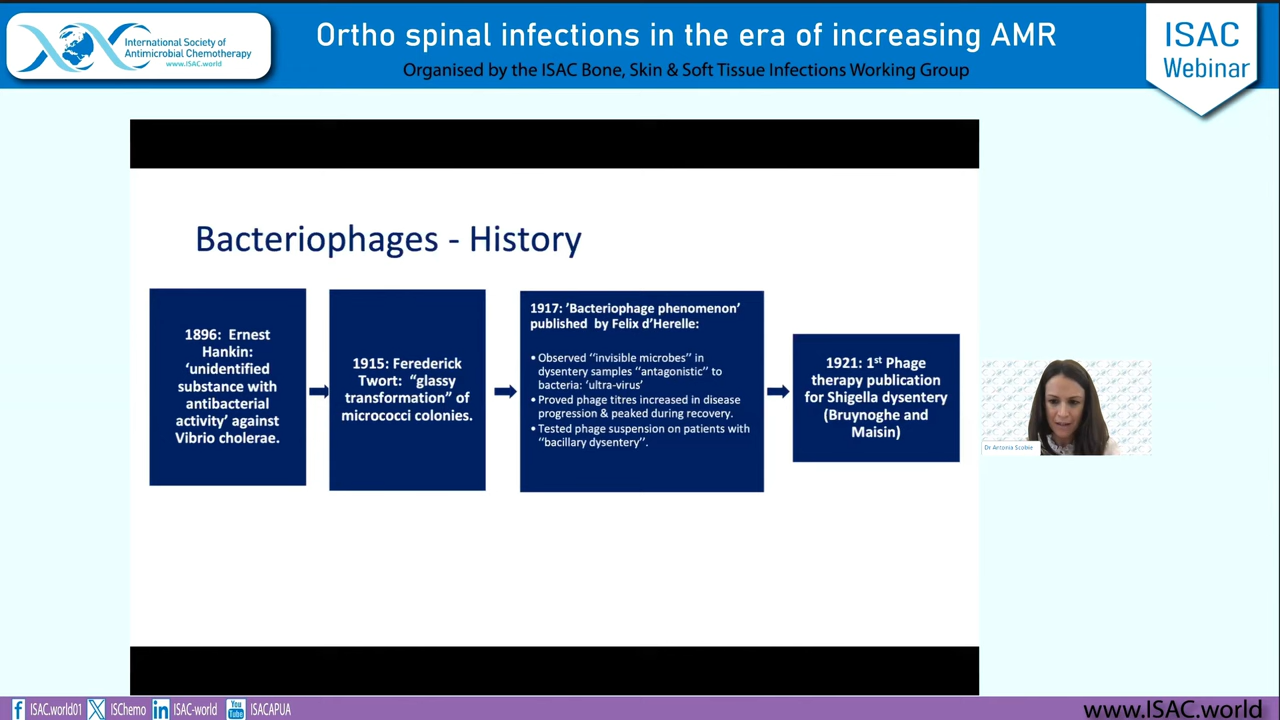 International Society of
Antimicrobial Chemotherapy
www.ISAC.world
Ortho spinal infections in the era of increasing AMR
Organised by the ISAC Bone, Skin & Soft Tissue Infections Working Group
ISAC
Webinar
Bacteriophages - History
1896: Ernest
Hankin:
‘unidentified
substance with
antibacterial
activity’ against
Vibrio cholerae.
1915: Ferederick
Twort: “glassy
transformation” of
micrococci colonies.
1917: ’Bacteriophage phenomenon’
published by Felix d’Herelle:
• Observed “invisible microbes” in
dysentery samples “antagonistic” to
bacteria: ‘ultra-virus’
• Proved phage titres increased in disease
progression & peaked during recovery.
• Tested phage suspension on patients with
“bacillary dysentery”.
1921: 1st Phage
therapy publication
for Shigella dysentery
(Bruynoghe and
Maisin)
Dr Antonia Scobie
ISAC.world01
ISChemo
ISAC-world
You
Tube
ISACAPUA
www.ISAC.world